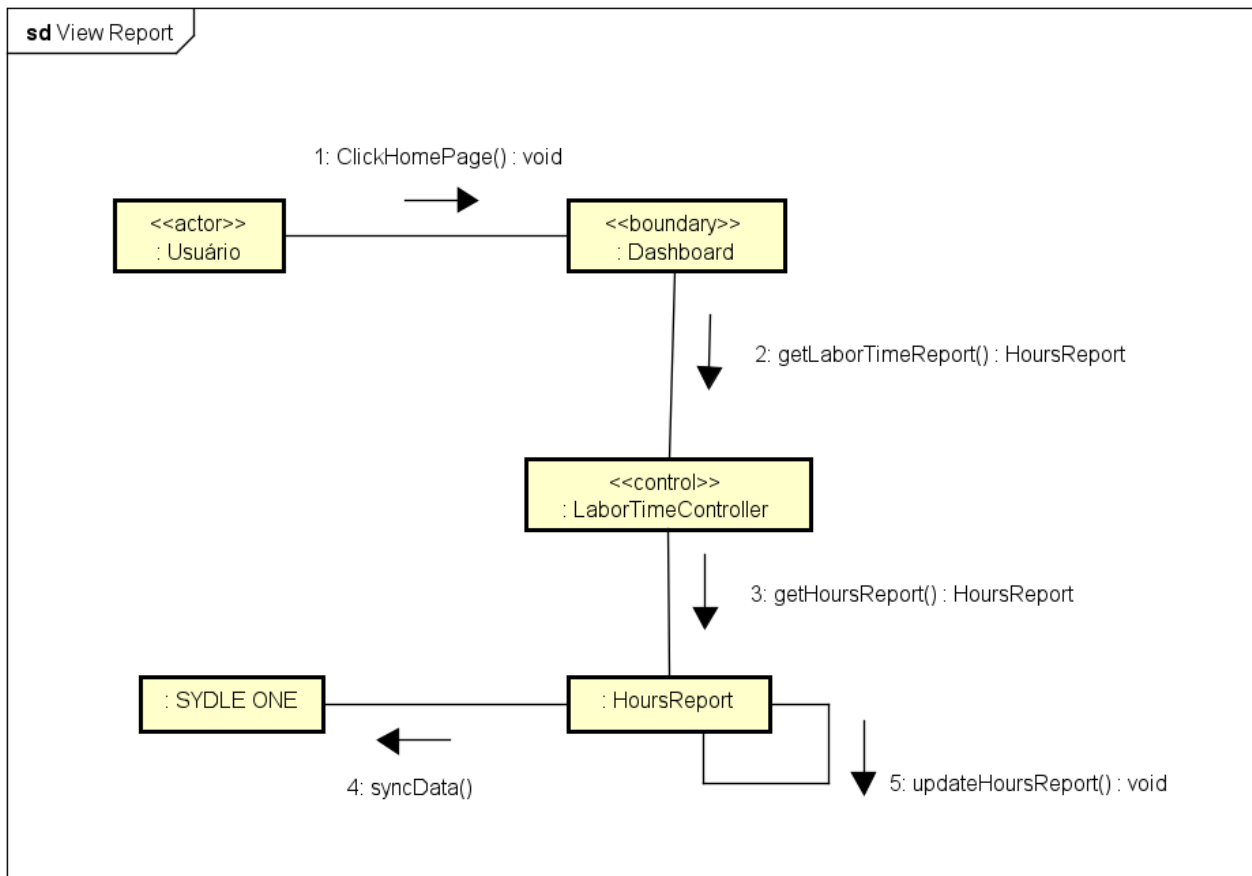 sd View Report
1: ClickHomePage() : void
<<actor>>
: Usuário
<<boundary>>
: Dashboard
2: getLaborTimeReport() : HoursReport
<<control>>
: LaborTimeController
3: getHoursReport() : HoursReport
: SYDLE ONE
: HoursReport
4: syncData()
5: updateHoursReport() : void